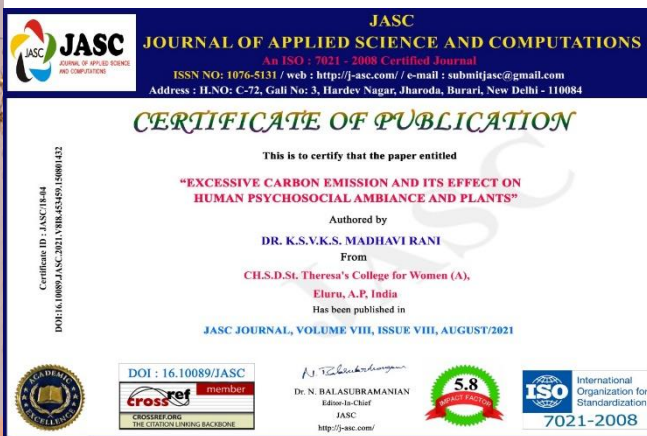 JASC
JASC
JOURNAL OF APPLIED SCIENCE
AND COMPUTATIONS
JASC
JOURNAL OF APPLIED SCIENCE AND COMPUTATIONS
An ISO : 7021 - 2008 Certified Journal
ISSN NO: 1076-5131 / web : http://j-asc.com/ / e-mail : submitjasc@gmail.com
Address : H.NO: C-72, Gali No: 3, Hardev Nagar, Jharoda, Burari, New Delhi - 110084
CERTIFICATE OF PUBLICATION
This is to certify that the paper entitled
“EXCESSIVE CARBON EMISSION AND ITS EFFECT ON
HUMAN PSYCHOSOCIAL AMBIANCE AND PLANTS”
Authored by
DR. K.S.V.K.S. MADHAVI RANI
From
CH.S.D.St. Theresa's College for Women (A),
Eluru, A.P, India
Has been published in
JASC JOURNAL, VOLUME VIII, ISSUE VIII, AUGUST/2021
Certificate ID : JASC/18-04
DOI:16.10089.JASC.2021.V8I8.453459.150801432
JASC
ACADEMIC
EXCELLENCE
DOI : 16.10089/JASC
crossref member
CROSSREF.ORG
THE CITATION LINKING BACKBONE
Dr. N. BALASUBRAMANIAN
Editor-In-Chief
JASC
http://j-asc.com/
5.8
IMPACT FACTOR
ISO
International
Organization for
Standardization
7021-2008